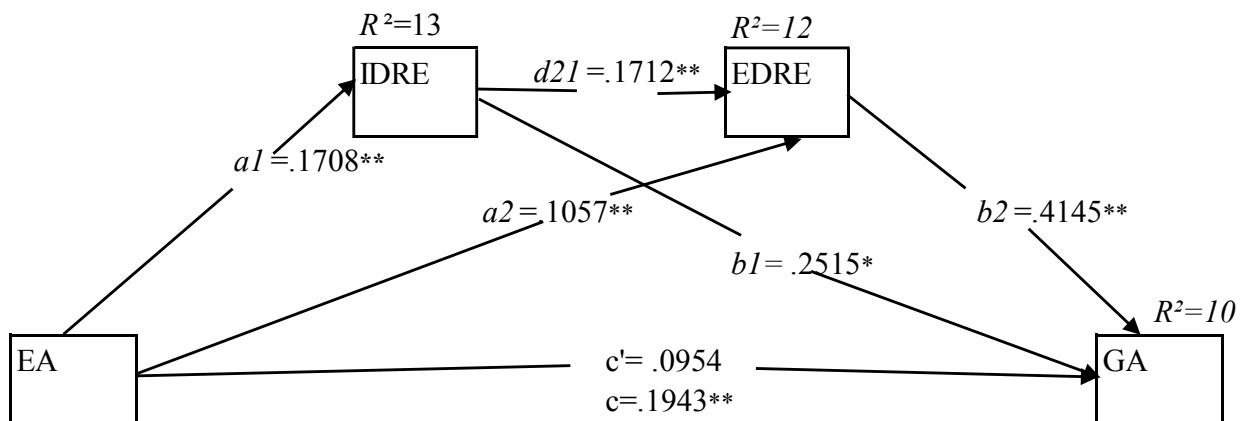 R²=13
R²=12
IDRE
d21 =.1712**
EDRE
a1 =.1708**
a2 =.1057**
b2 =.4145**
b1= .2515*
R²=10
EA
c'= .0954
GA
c=.1943**